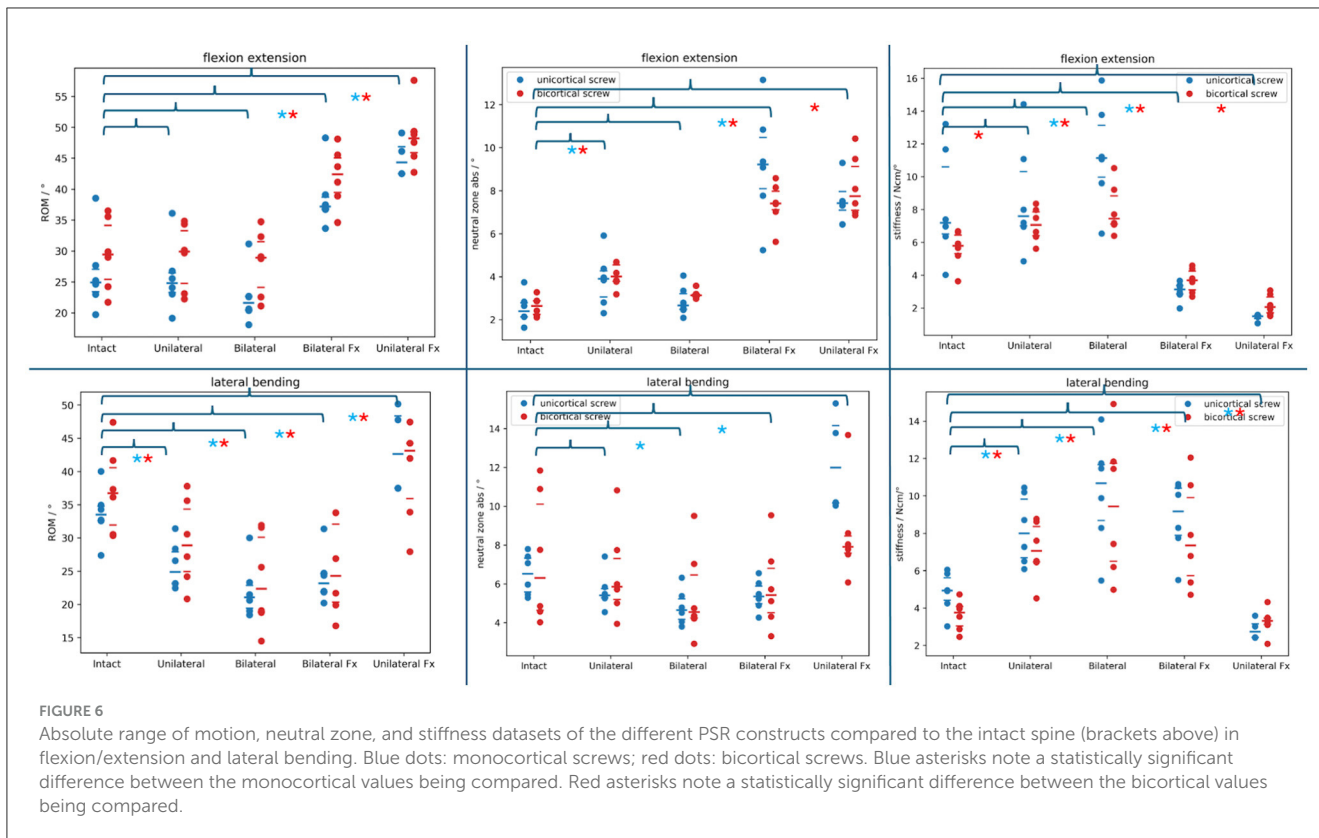 flexion extension
ROM / °
55
50
45
40
35
30
25
20
Intact Unilateral Bilateral Bilateral Fx Unilateral Fx
flexion extension
unicortical screw
bicortical screw
neutral zone abs / °
12
10
8
6
4
2
Intact Unilateral Bilateral Bilateral Fx Unilateral Fx
flexion extension
unicortical screw
bicortical screw
stiffness / Ncm/°
16
14
12
10
8
6
4
2
Intact Unilateral Bilateral Bilateral Fx Unilateral Fx
lateral bending
ROM / °
50
45
40
35
30
25
20
15
Intact Unilateral Bilateral Bilateral Fx Unilateral Fx
lateral bending
unicortical screw
bicortical screw
neutral zone abs / °
14
12
10
8
6
4
Intact Unilateral Bilateral Bilateral Fx Unilateral Fx
lateral bending
unicortical screw
bicortical screw
stiffness / Ncm/°
14
12
10
8
6
4
2
Intact Unilateral Bilateral Bilateral Fx Unilateral Fx
FIGURE 6
Absolute range of motion, neutral zone, and stiffness datasets of the different PSR constructs compared to the intact spine (brackets above) in
flexion/extension and lateral bending. Blue dots: monocortical screws; red dots: bicortical screws. Blue asterisks note a statistically significant
difference between the monocortical values being compared. Red asterisks note a statistically significant difference between the bicortical values
being compared.